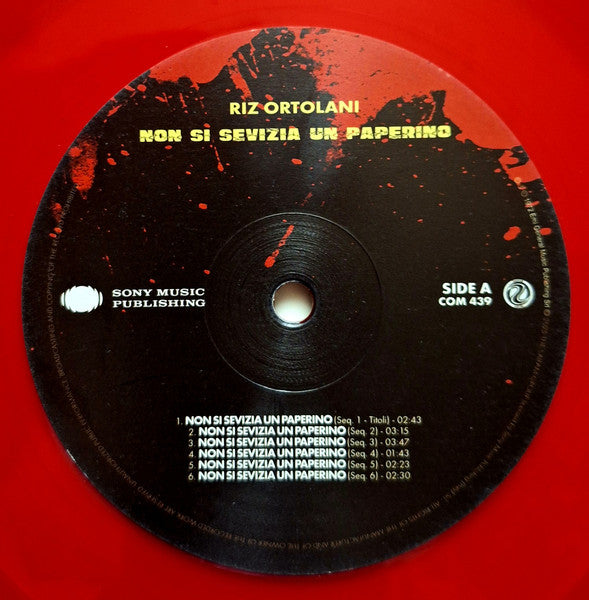 RIZ ORTOLANI
NON SI SEVIZIA UN PAPERINO
SONY MUSIC
PUBLISHING
SIDE A
COM 439
1. NON SI SEVIZIA UN PAPERINO (Seq. 1 - Titoli) - 02:43
2. NON SI SEVIZIA UN PAPERINO (Seq. 2) - 03:15
3. NON SI SEVIZIA UN PAPERINO (Seq. 3) - 03:47
4. NON SI SEVIZIA UN PAPERINO (Seq. 4) - 01:43
5. NON SI SEVIZIA UN PAPERINO (Seq. 5) - 02:23
6. NON SI SEVIZIA UN PAPERINO (Seq. 6) - 02:30